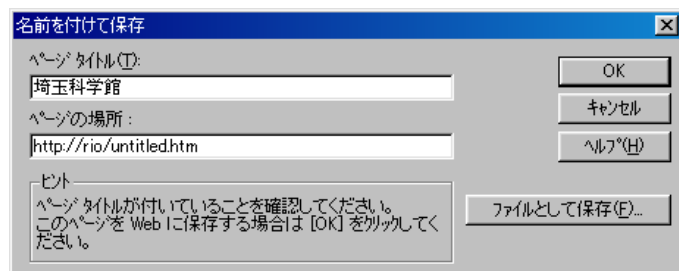 名前を付けて保存
ﾍﾟｰｼﾞ ﾀｲﾄﾙ(T):
埼玉科学館
ﾍﾟｰｼﾞの場所 :
http://rio/untitled.htm
OK
ｷｬﾝｾﾙ
ﾍﾙﾌﾟ(H)
ﾋﾝﾄ
ﾍﾟｰｼﾞ ﾀｲﾄﾙが付いていることを確認してください。
このﾍﾟｰｼﾞを Web に保存する場合は [OK] をｸﾘｯｸしてく
ださい。
ﾌｧｲﾙとして保存(F)...